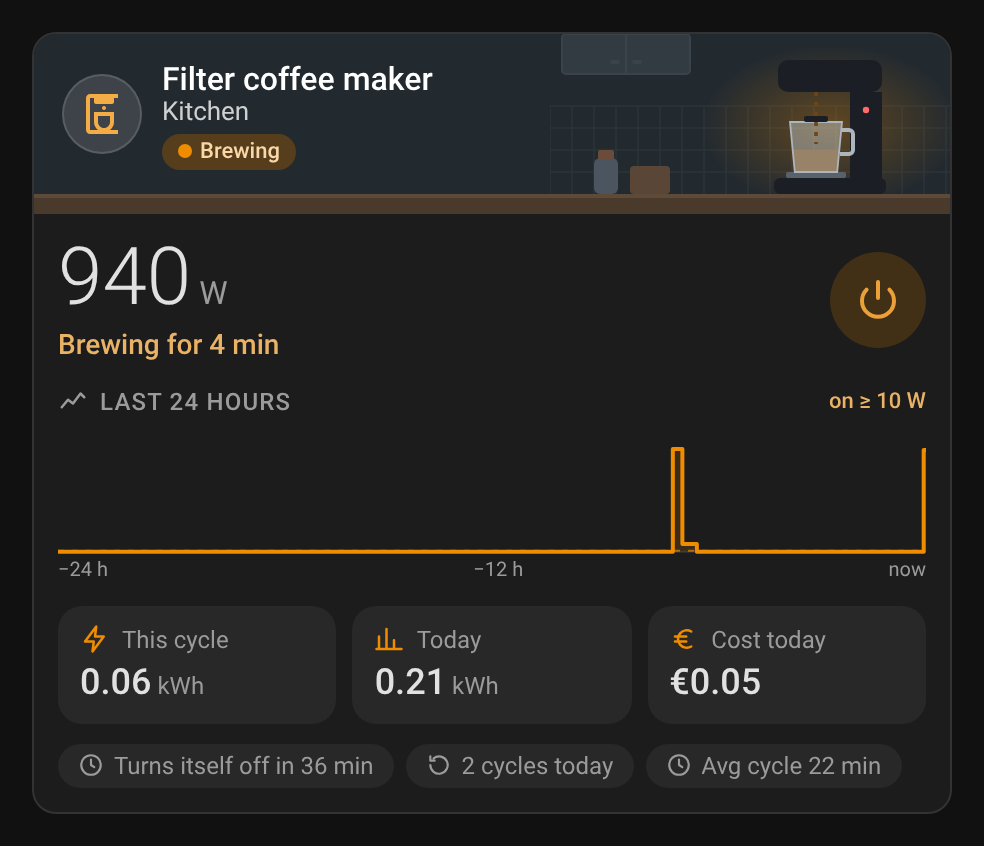 Filter coffee maker
Kitchen
Brewing
940 W
Brewing for 4 min
LAST 24 HOURS
on ≥ 10 W
−24 h
−12 h
now
This cycle
0.06 kWh
Today
0.21 kWh
Cost today
€0.05
Turns itself off in 36 min
2 cycles today
Avg cycle 22 min